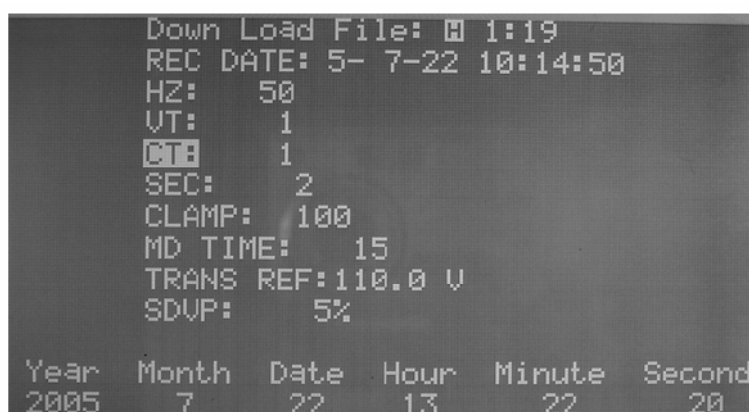 Down Load File: H 1:19
REC DATE: 5- 7-22 10:14:50
HZ: 50
VT: 1
CT: 1
SEC: 2
CLAMP: 100
MD TIME: 15
TRANS REF:110.0 V
SDVP: 5%
Year Month Date Hour Minute Second
2005 7 22 13 22 20